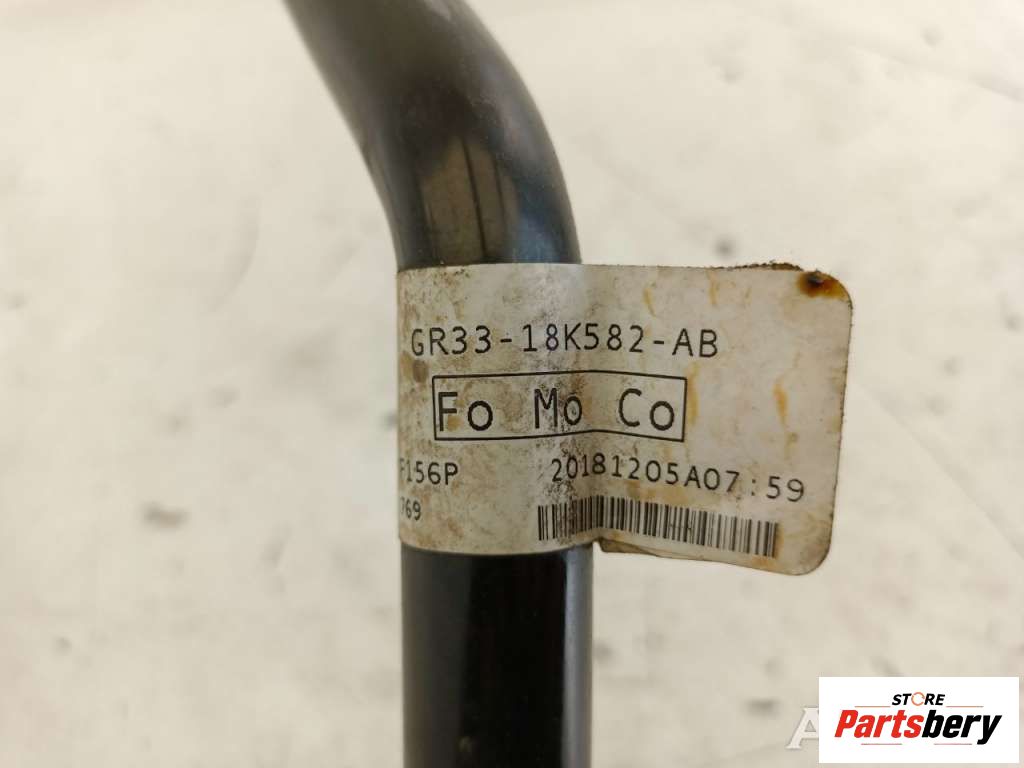 GR33-18K582-AB
Fo Mo Co
F156P 20181205A07:59
769
STORE
Partsbery